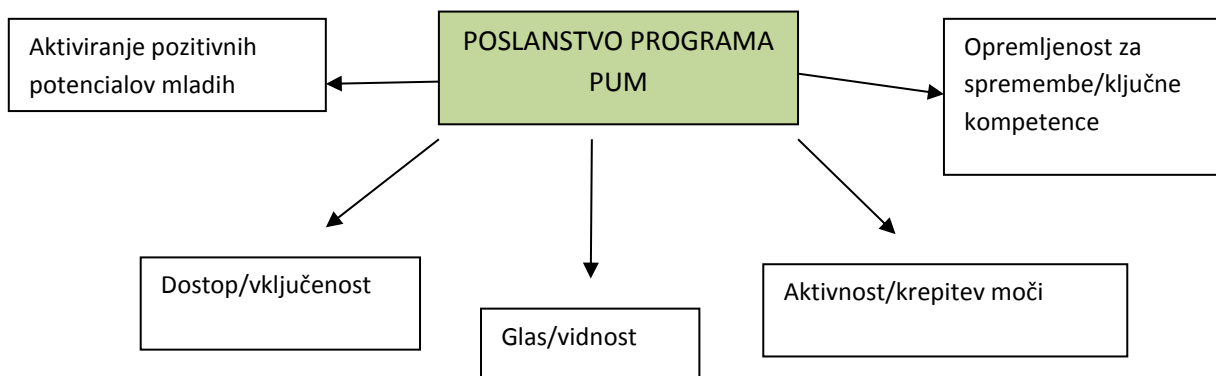 POSLANSTVO PROGRAMA
PUM
Aktiviranje pozitivnih
potencialov mladih
Opremljenost za
spremembe/ključne
kompetence
Dostop/vključenost
Glas/vidnost
Aktivnost/krepitev moči